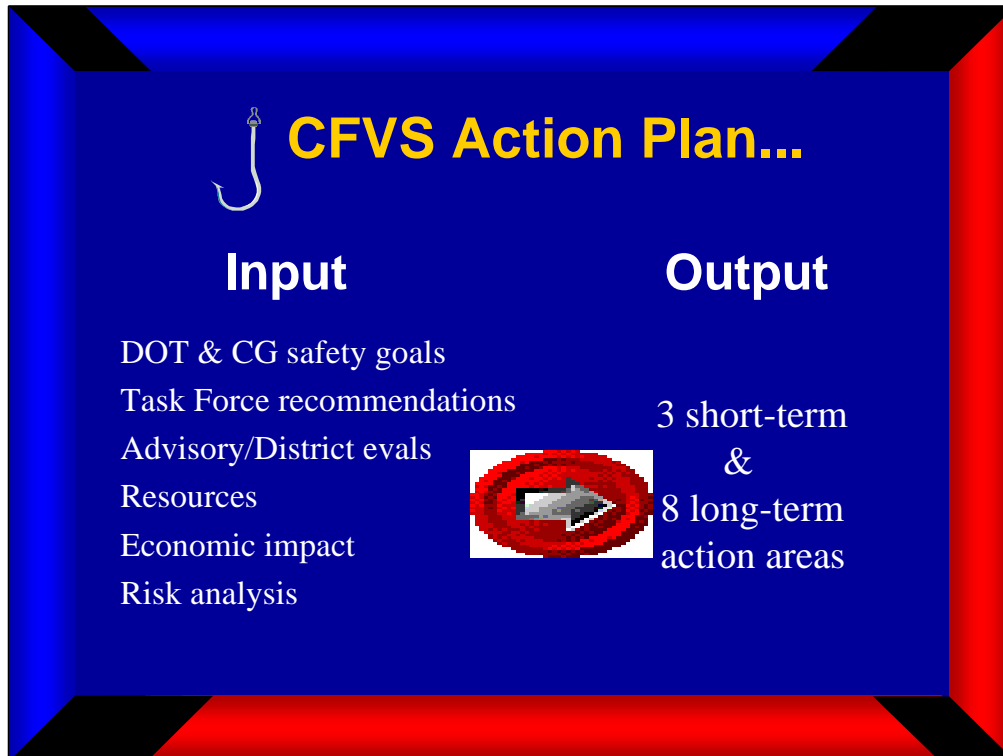 CFVS Action Plan...
Input
DOT & CG safety goals
Task Force recommendations
Advisory/District evals
Resources
Economic impact
Risk analysis
Output
3 short-term
&
8 long-term
action areas